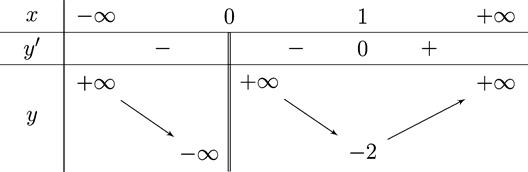 x −∞ 0 1 +∞
y′ − − 0 +
+∞ +∞ +∞
y
−∞ −2